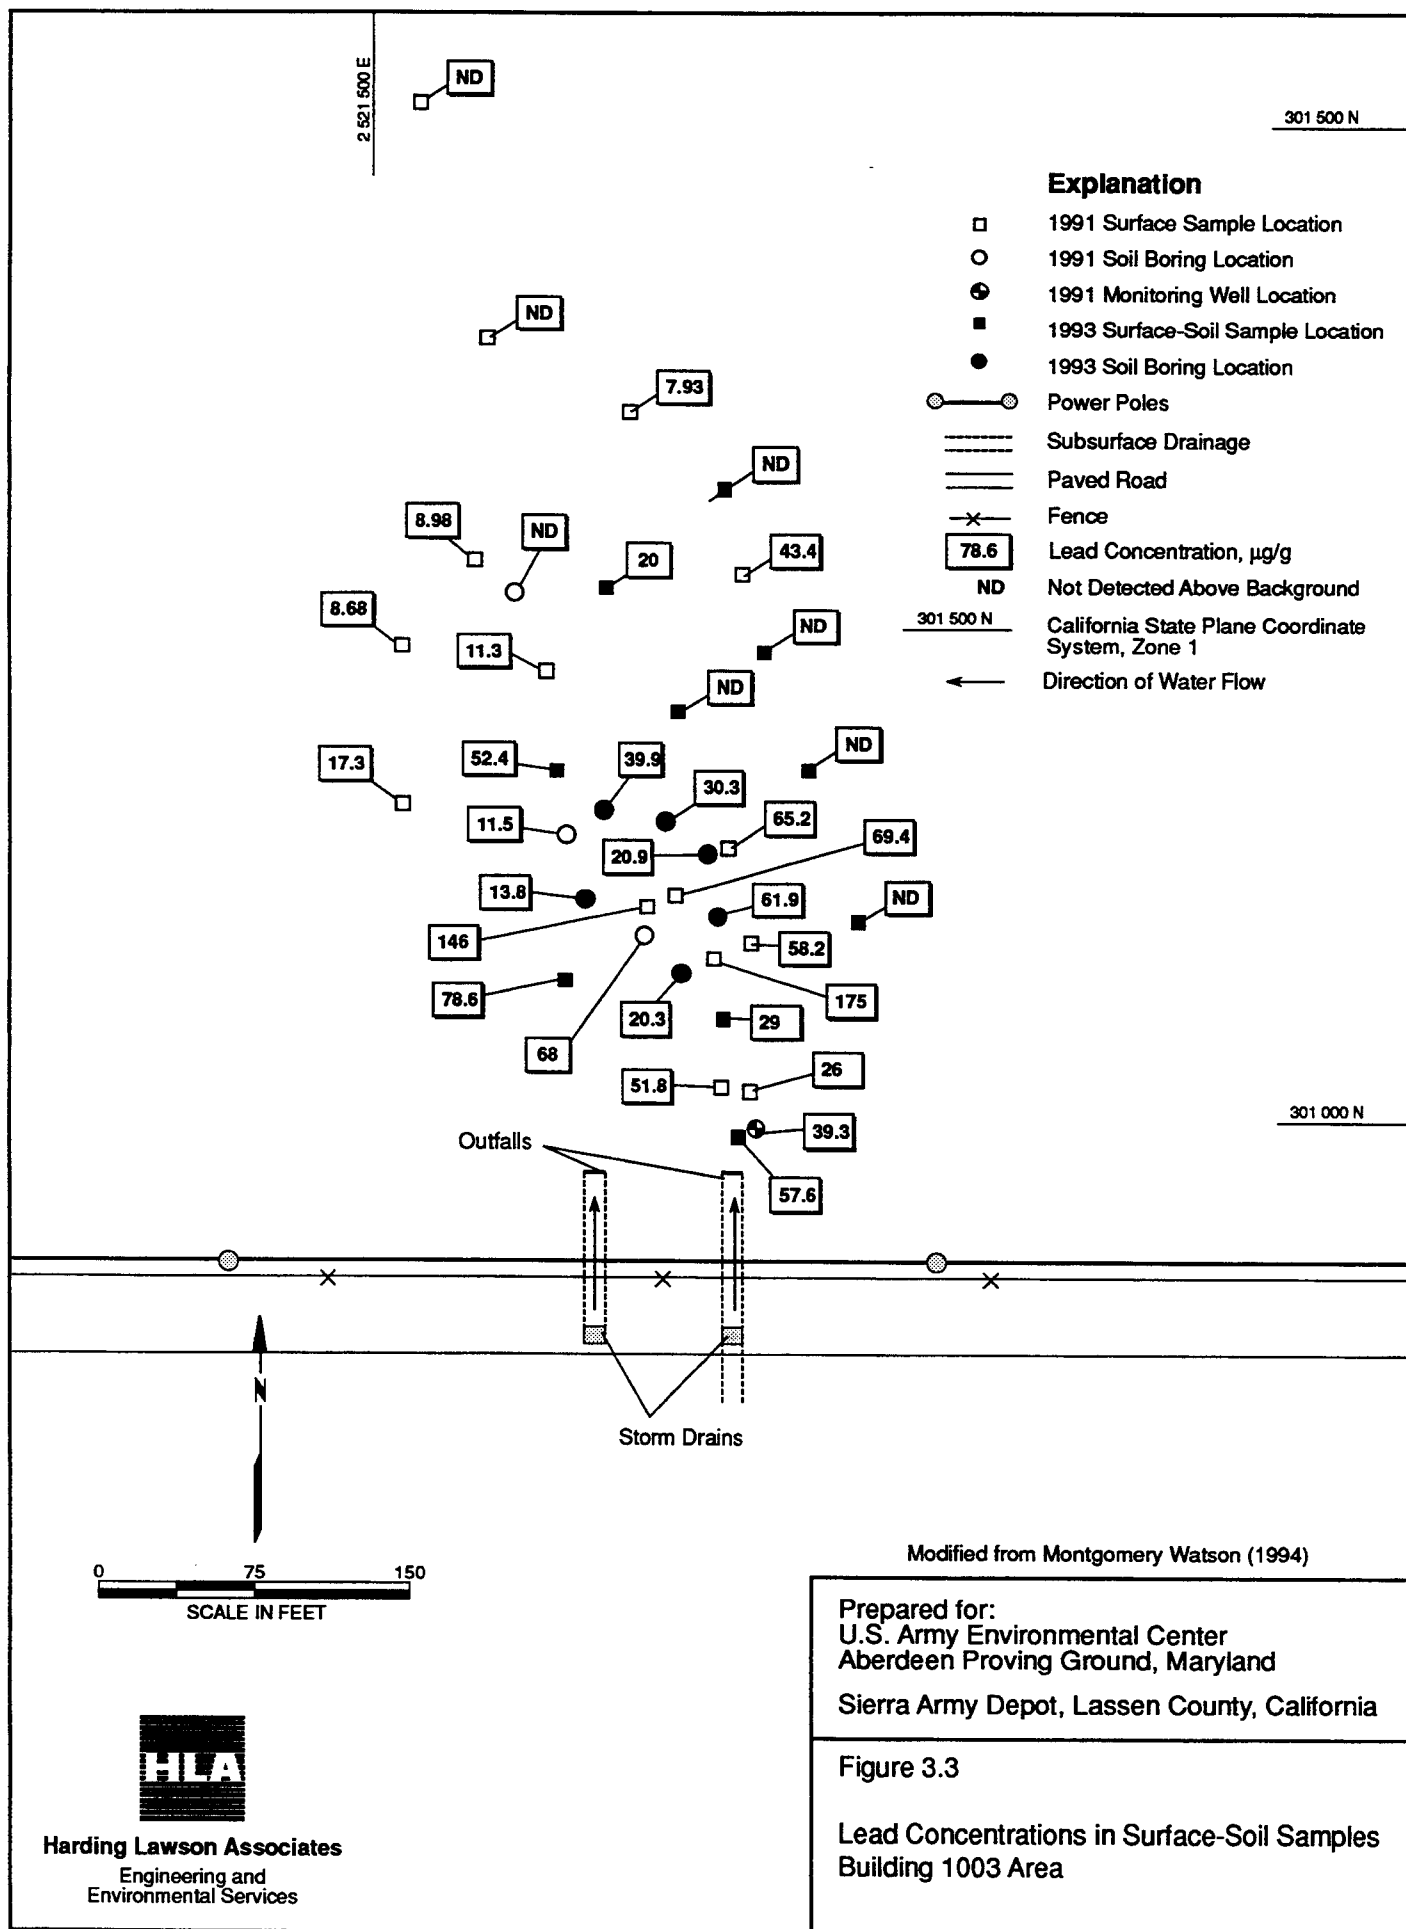 2 521 500 E
ND
301 500 N
Explanation
1991 Surface Sample Location
1991 Soil Boring Location
1991 Monitoring Well Location
1993 Surface-Soil Sample Location
1993 Soil Boring Location
Power Poles
Subsurface Drainage
Paved Road
Fence
78.6 Lead Concentration, µg/g
ND Not Detected Above Background
301 500 N California State Plane Coordinate
System, Zone 1
Direction of Water Flow
ND
7.93
ND
8.98
ND
20
43.4
8.68
11.3
ND
ND
17.3
52.4
39.9
ND
30.3
11.5
65.2
69.4
20.9
13.8
61.9
ND
146
58.2
78.6
175
20.3
29
68
51.8
26
301 000 N
39.3
Outfalls
57.6
N
Storm Drains
0 75 150
SCALE IN FEET
Modified from Montgomery Watson (1994)
Prepared for:
U.S. Army Environmental Center
Aberdeen Proving Ground, Maryland
Sierra Army Depot, Lassen County, California
Figure 3.3
Lead Concentrations in Surface-Soil Samples
Building 1003 Area
HLA
Harding Lawson Associates
Engineering and
Environmental Services